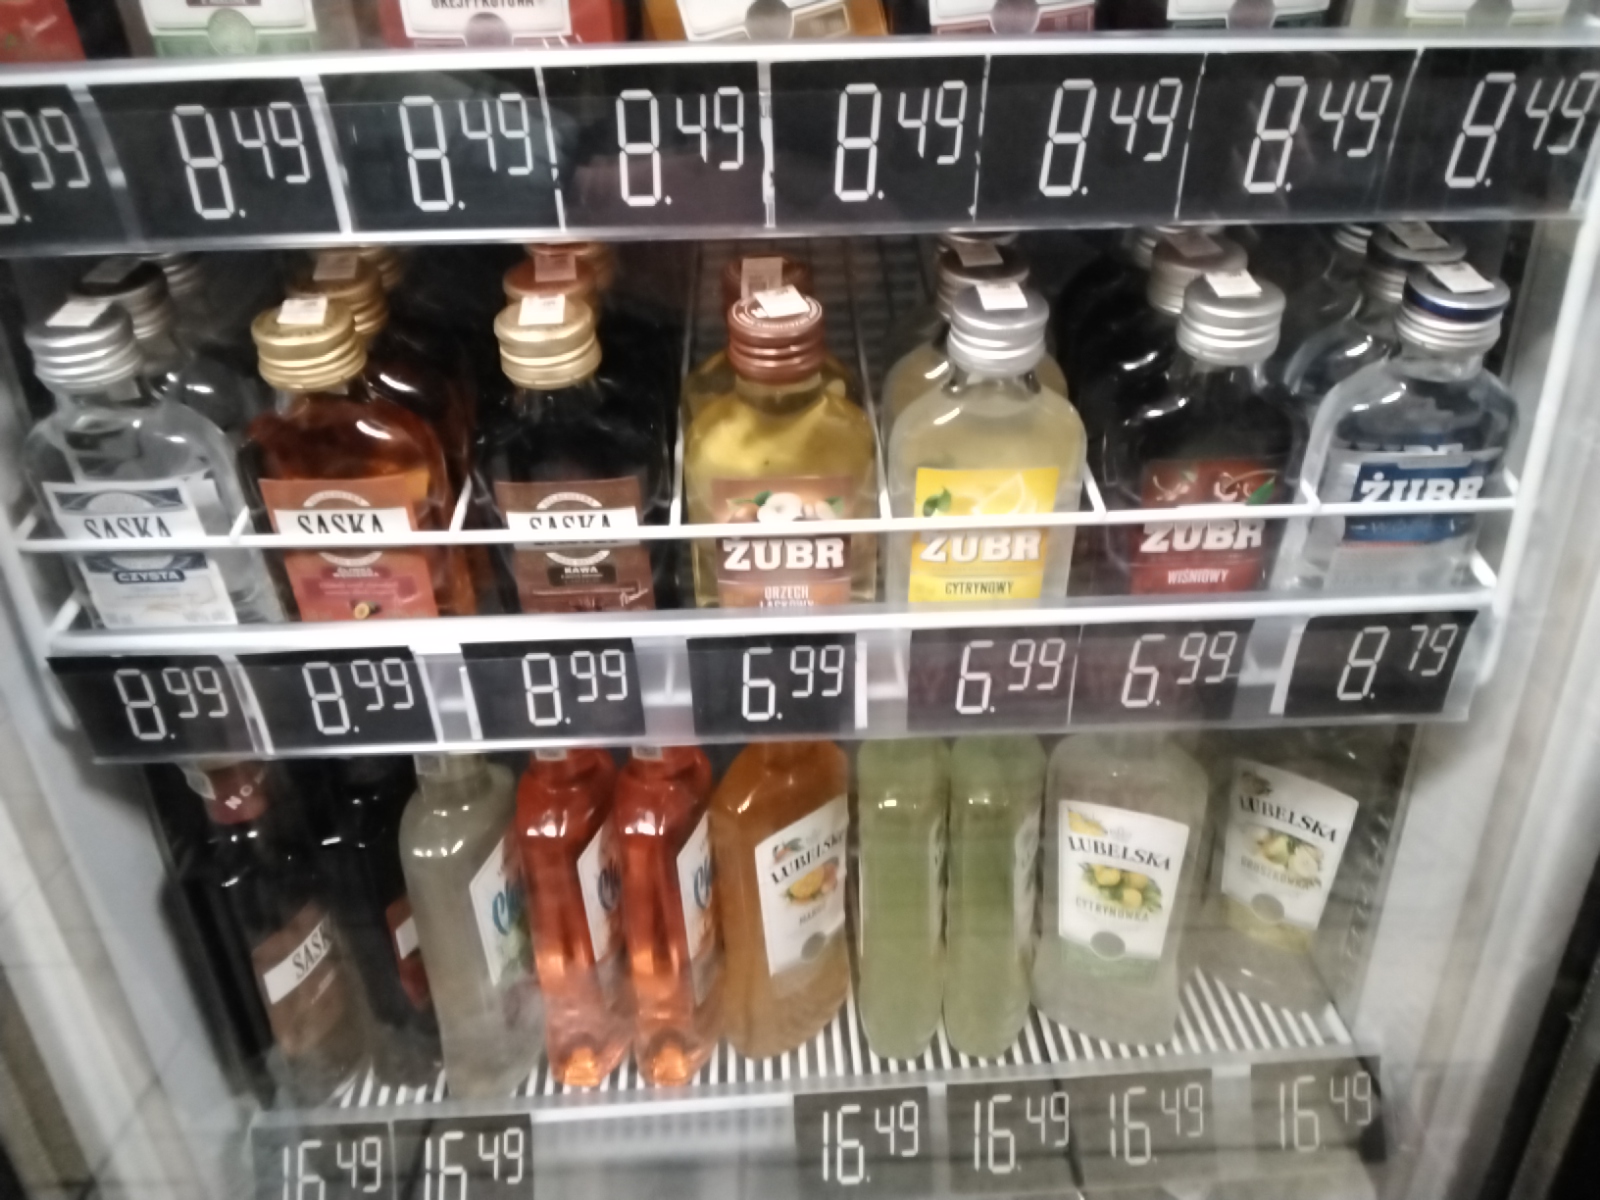 .99 8.49 8.49 8.49 8.49 8.49 8.49 8.49
SASKA
CZYSTA
SASKA
SASKA
KAWA
ŻUBR
ORZECH
LASKOWY
ŻUBR
CYTRYNOWY
ŻUBR
WIŚNIOWY
ŻUBR
8.99 8.99 8.99 6.99 6.99 6.99 8.79
SASK
LUBELSKA
LUBELSKA
CYTRYNÓWKA
LUBELSKA
16.49 16.49 16.49 16.49 16.49 16.49